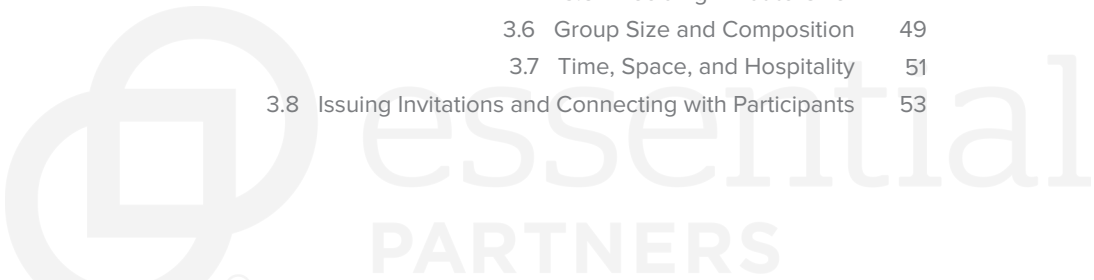 3.6 Group Size and Composition 49
3.7 Time, Space, and Hospitality 51
3.8 Issuing Invitations and Connecting with Participants 53
essential
PARTNERS